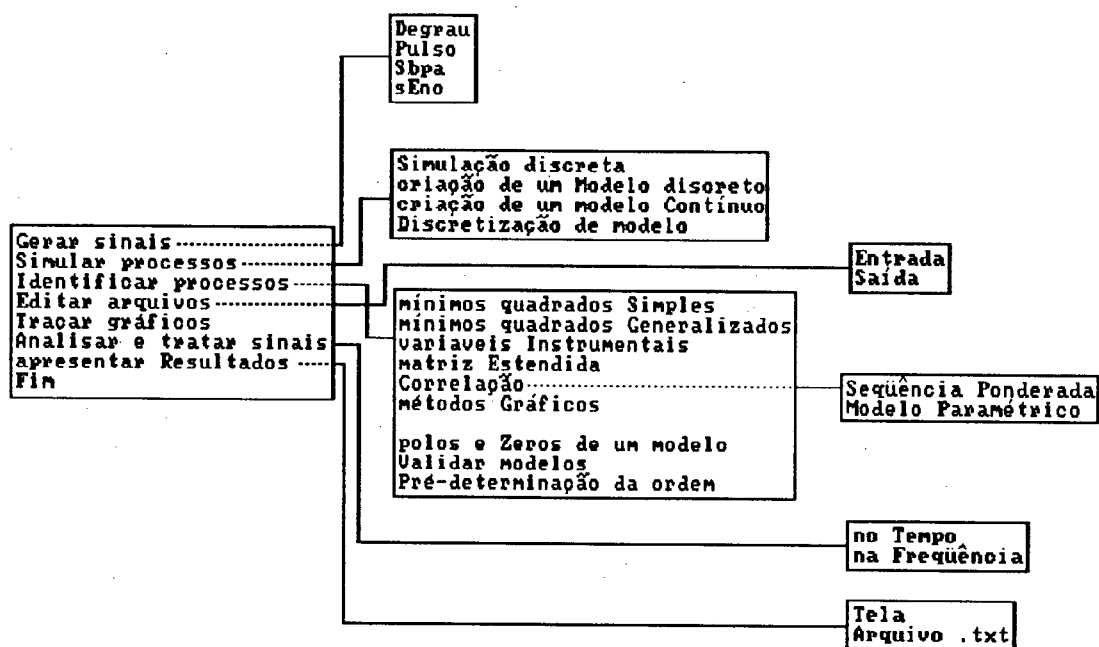 Degrau
Pulso
Sbpa
sEno
Simulação discreta
criação de um Modelo discreto
criação de um modelo Contínuo
Discretização de modelo
Gerar sinais
Simular processos
Identificar processos
Editar arquivos
Traçar gráficos
Analisar e tratar sinais
apresentar Resultados
Fim
Entrada
Saída
mínimos quadrados Simples
mínimos quadrados Generalizados
variaveis Instrumentais
matriz Estendida
Correlação
métodos Gráficos
polos e Zeros de um modelo
Validar modelos
Pré-determinação da ordem
Seqüência Ponderada
Modelo Paramétrico
no Tempo
na Freqüência
Tela
Arquivo .txt